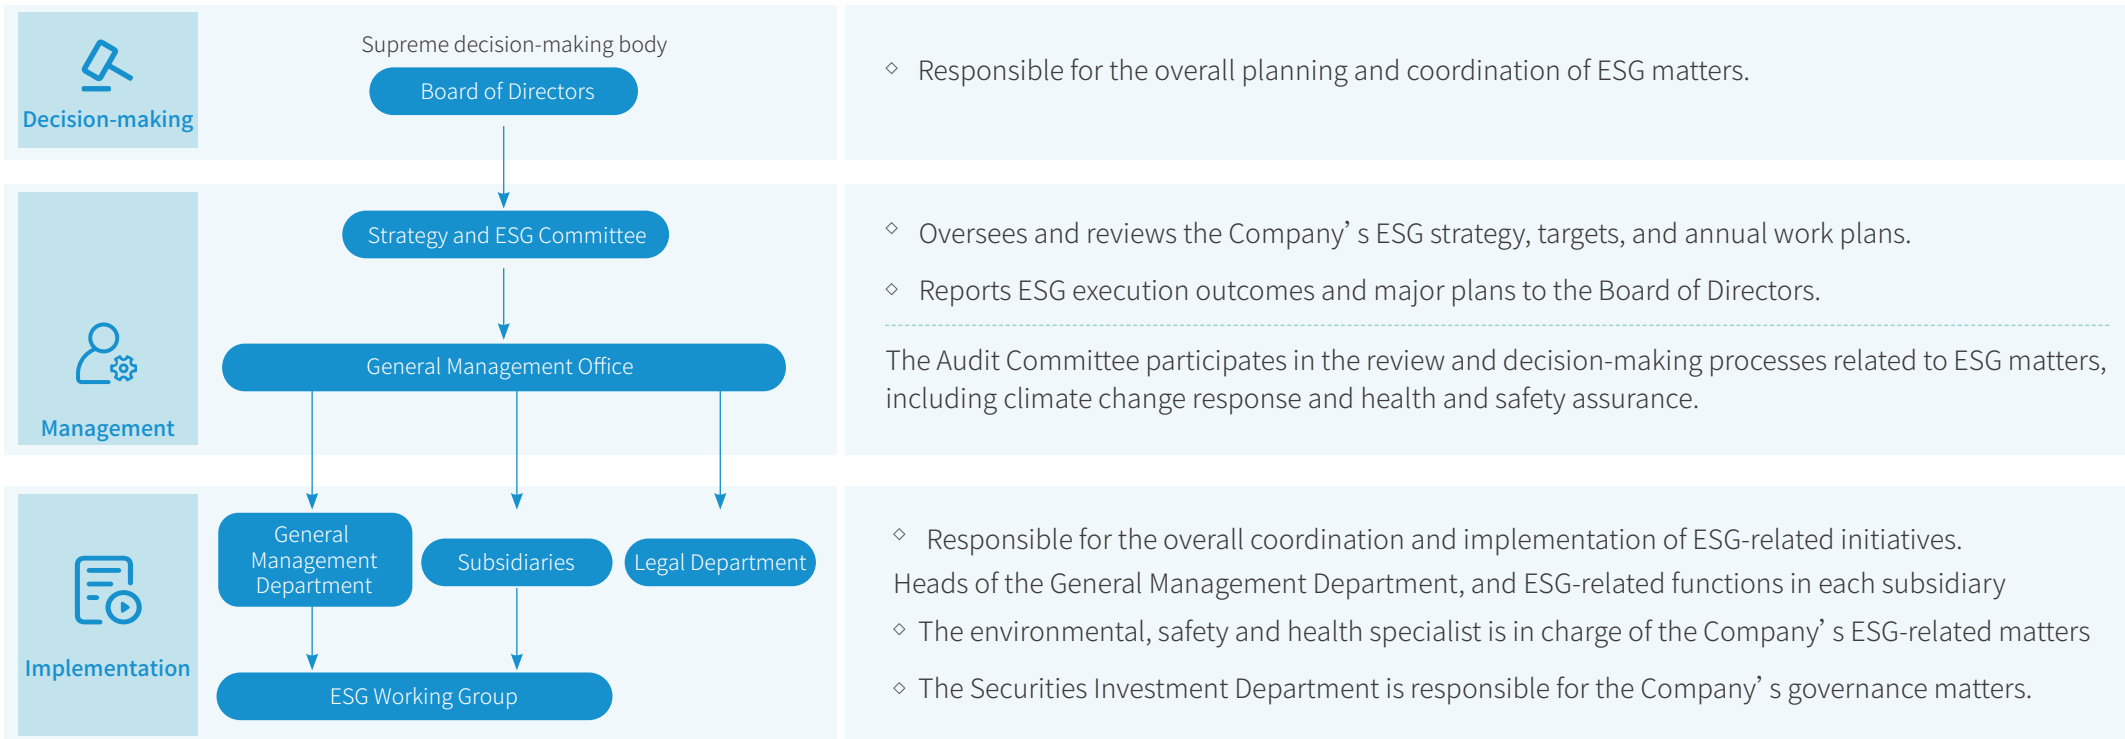 Supreme decision-making body
Board of Directors
Decision-making
◇ Responsible for the overall planning and coordination of ESG matters.
Strategy and ESG Committee
General Management Office
Management
◇ Oversees and reviews the Company’ s ESG strategy, targets, and annual work plans.
◇ Reports ESG execution outcomes and major plans to the Board of Directors.
The Audit Committee participates in the review and decision-making processes related to ESG matters,
including climate change response and health and safety assurance.
General
Management
Department
Subsidiaries
Legal Department
ESG Working Group
Implementation
◇ Responsible for the overall coordination and implementation of ESG-related initiatives.
Heads of the General Management Department, and ESG-related functions in each subsidiary
◇ The environmental, safety and health specialist is in charge of the Company’ s ESG-related matters
◇ The Securities Investment Department is responsible for the Company’ s governance matters.